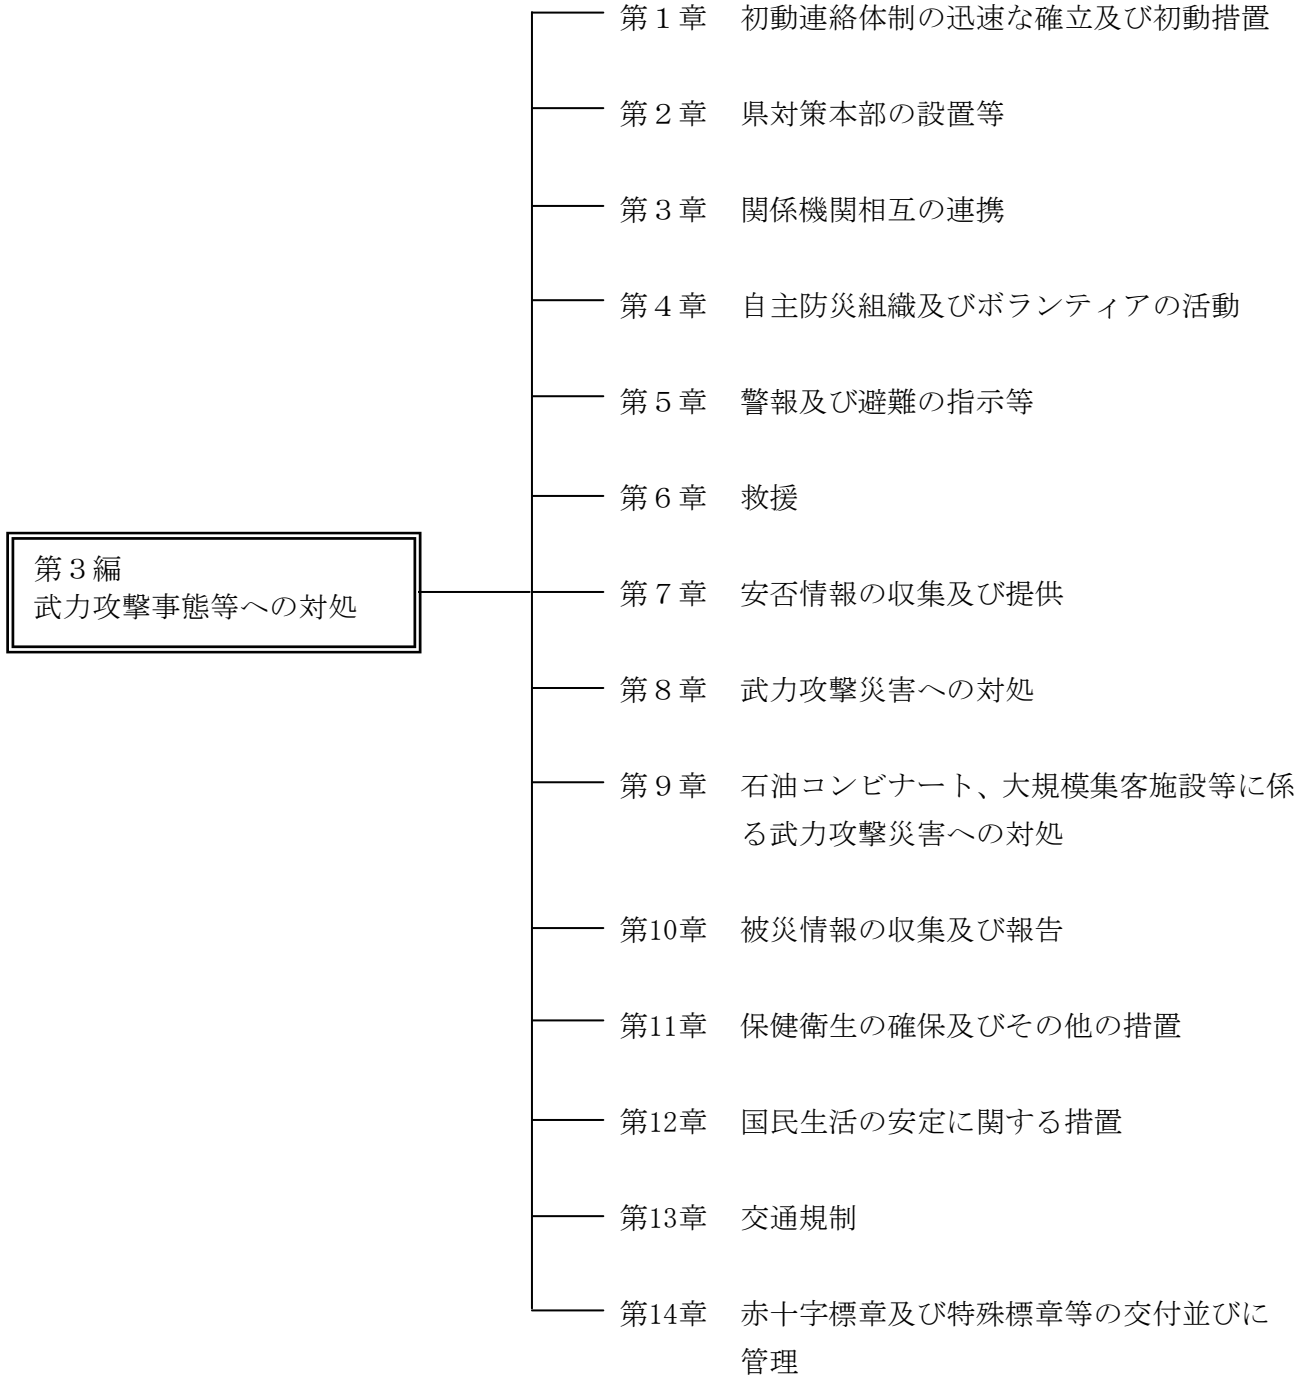 第１章　初動連絡体制の迅速な確立及び初動措置
第２章　県対策本部の設置等
第３章　関係機関相互の連携
第４章　自主防災組織及びボランティアの活動
第５章　警報及び避難の指示等
第６章　救援
第３編
武力攻撃事態等への対処
第７章　安否情報の収集及び提供
第８章　武力攻撃災害への対処
第９章　石油コンビナート、大規模集客施設等に係
る武力攻撃災害への対処
第10章　被災情報の収集及び報告
第11章　保健衛生の確保及びその他の措置
第12章　国民生活の安定に関する措置
第13章　交通規制
第14章　赤十字標章及び特殊標章等の交付並びに
管理